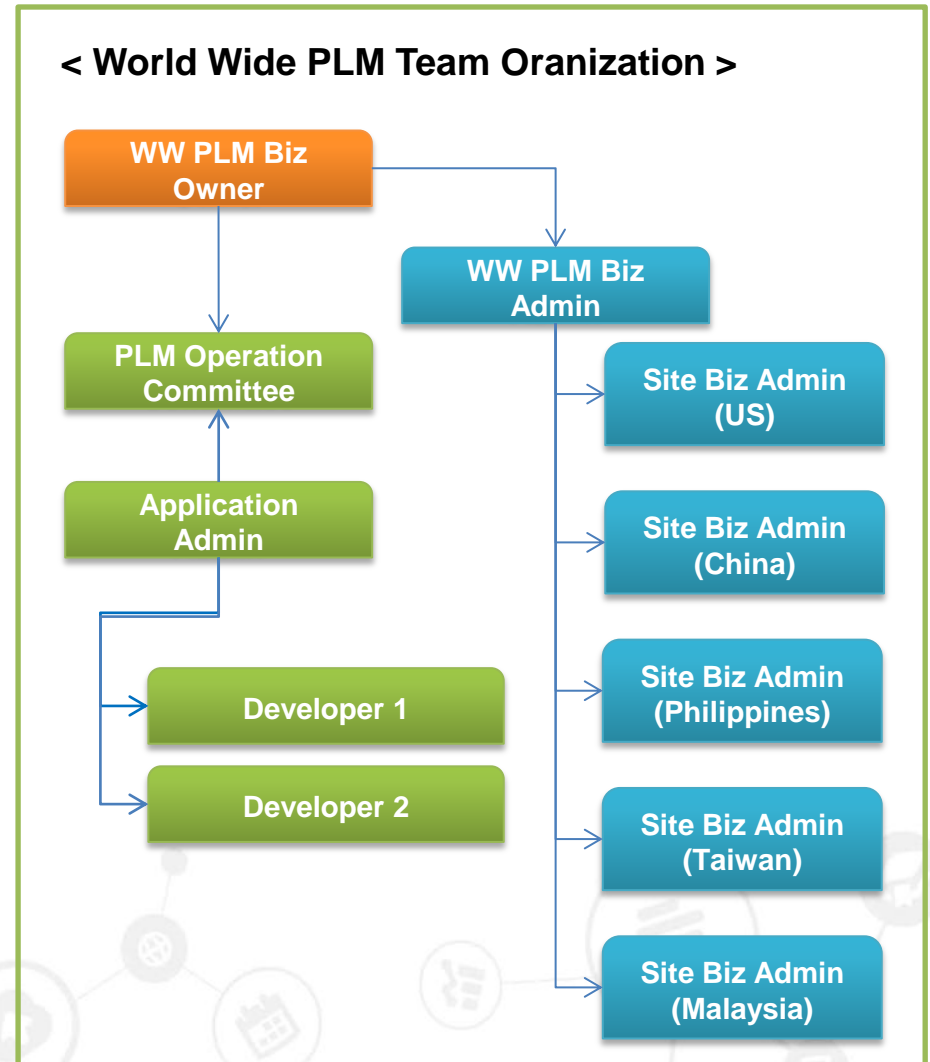 < World Wide PLM Team Oranization >
WW PLM Biz
Owner
WW PLM Biz
Admin
PLM Operation
Committee
Site Biz Admin
(US)
Application
Admin
Site Biz Admin
(China)
Site Biz Admin
(Philippines)
Developer 1
Developer 2
Site Biz Admin
(Taiwan)
Site Biz Admin
(Malaysia)